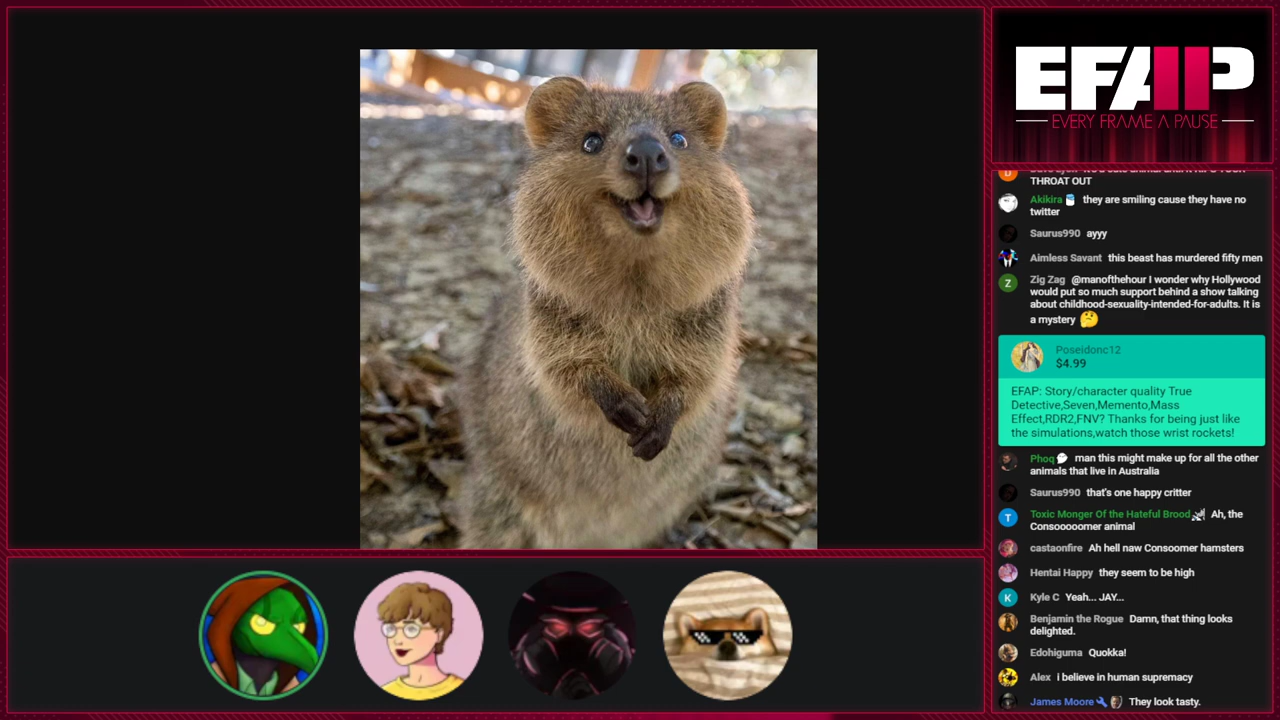 EFAP
EVERY FRAME A PAUSE
THROAT OUT
Akikira they are smiling cause they have no
twitter
Saurus990 ayyy
Aimless Savant this beast has murdered fifty men
Z
Zig Zag @manofthehour I wonder why Hollywood
would put so much support behind a show talking
about childhood-sexuality-intended-for-adults. It is
a mystery 🤔
Poseidonc12
$4.99
EFAP: Story/character quality True
Detective,Seven,Memento,Mass
Effect,RDR2,FNV? Thanks for being just like
the simulations,watch those wrist rockets!
Phoq man this might make up for all the other
animals that live in Australia
Saurus990 that's one happy critter
T
Toxic Monger Of the Hateful Brood Ah, the
Consooooomer animal
castaonfire Ah hell naw Consoomer hamsters
Hentai Happy they seem to be high
K
Kyle C Yeah... JAY...
Benjamin the Rogue Damn, that thing looks
delighted.
Edohiguma Quokka!
Alex i believe in human supremacy
James Moore They look tasty.